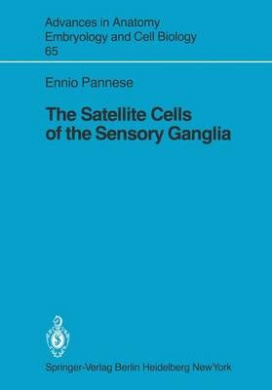 Advances in Anatomy
Embryology and Cell Biology
65
Ennio Pannese
The Satellite Cells
of the Sensory Ganglia
Springer-Verlag Berlin Heidelberg New York